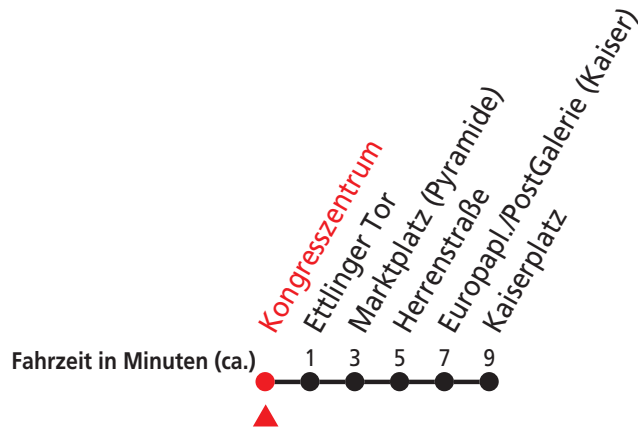 Kongresszentrum
Ettlinger Tor
Marktplatz (Pyramide)
Herrenstraße
Europapl./PostGalerie (Kaiser)
Kaiserplatz
Fahrzeit in Minuten (ca.) 1 3 5 7 9